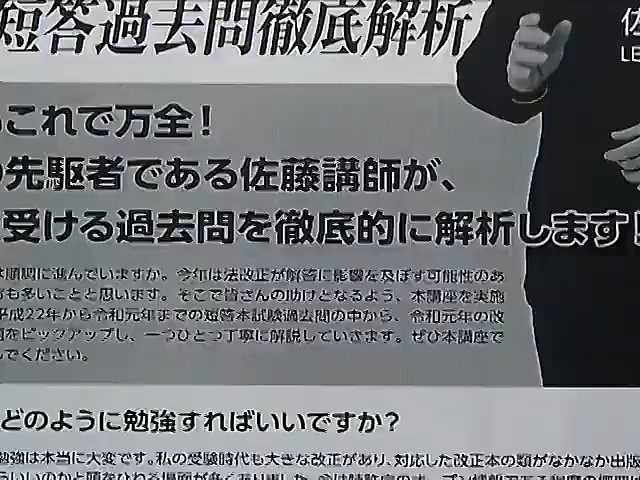 短答過去問徹底解析
佐
LE
これで万全!
先駆者である佐藤講師が、
受ける過去問を徹底的に解析します!
は順調に進んでいますか。今年は法改正が解答に影響を及ぼす可能性のあ
も多いことと思います。そこで皆さんの助けとなるよう、本講座を実施
平成22年から令和元年までの短答本試験過去問の中から、令和元年の改
をピックアップし、一つひとつ丁寧に解説していきます。ぜひ本講座で
でください。
どのように勉強すればいいですか?
勉強は本当に大変です。私の受験時代も大きな改正があり、対応した改正本の類がなかなか出版